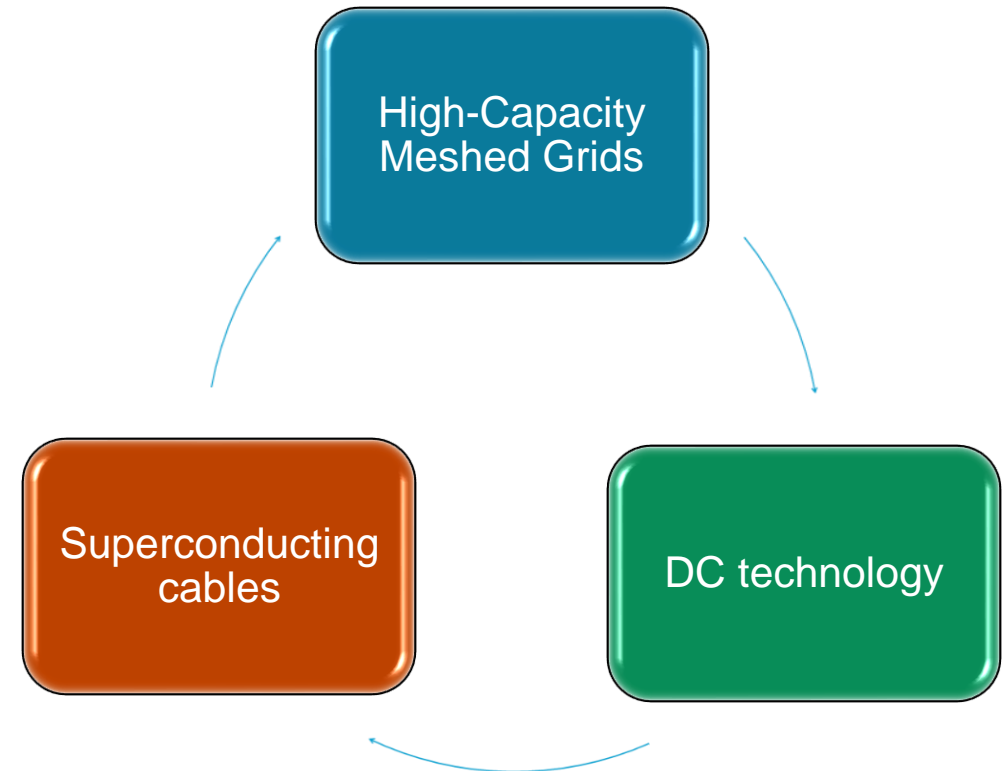 High-Capacity
Meshed Grids
Superconducting
cables
DC technology